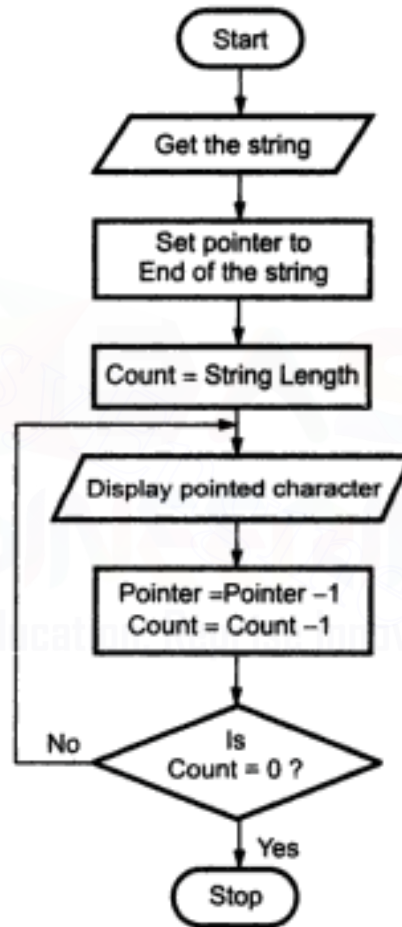 Start
Get the string
Set pointer to
End of the string
Count = String Length
Display pointed character
Pointer =Pointer –1
Count = Count –1
Is
Count = 0 ?
No
Yes
Stop